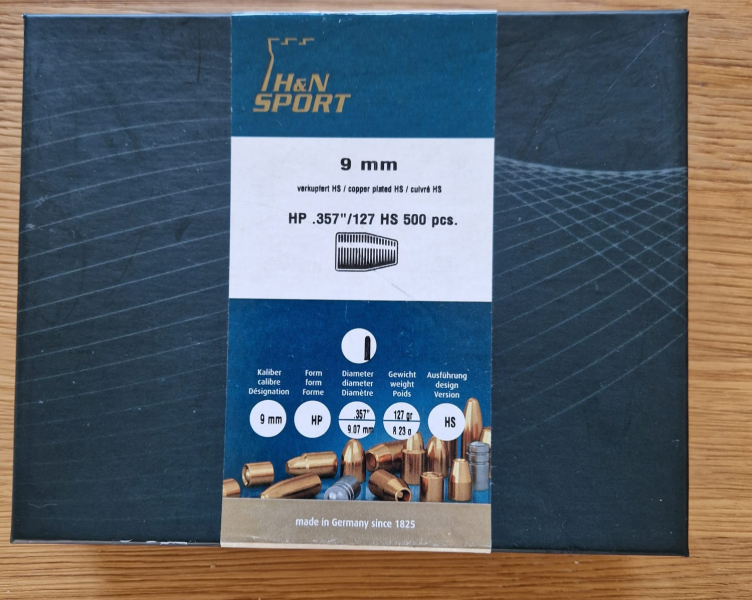 H&N
SPORT
9 mm
verkupfert HS / copper plated HS / cuivré HS
HP .357"/127 HS 500 pcs.
Kaliber
calibre
Désignation
Form
form
Forme
Diameter
diameter
Diamètre
Gewicht
weight
Poids
Ausführung
design
Version
9 mm
HP
.357"
9.07 mm
127 gr
8.23 g
HS
made in Germany since 1825